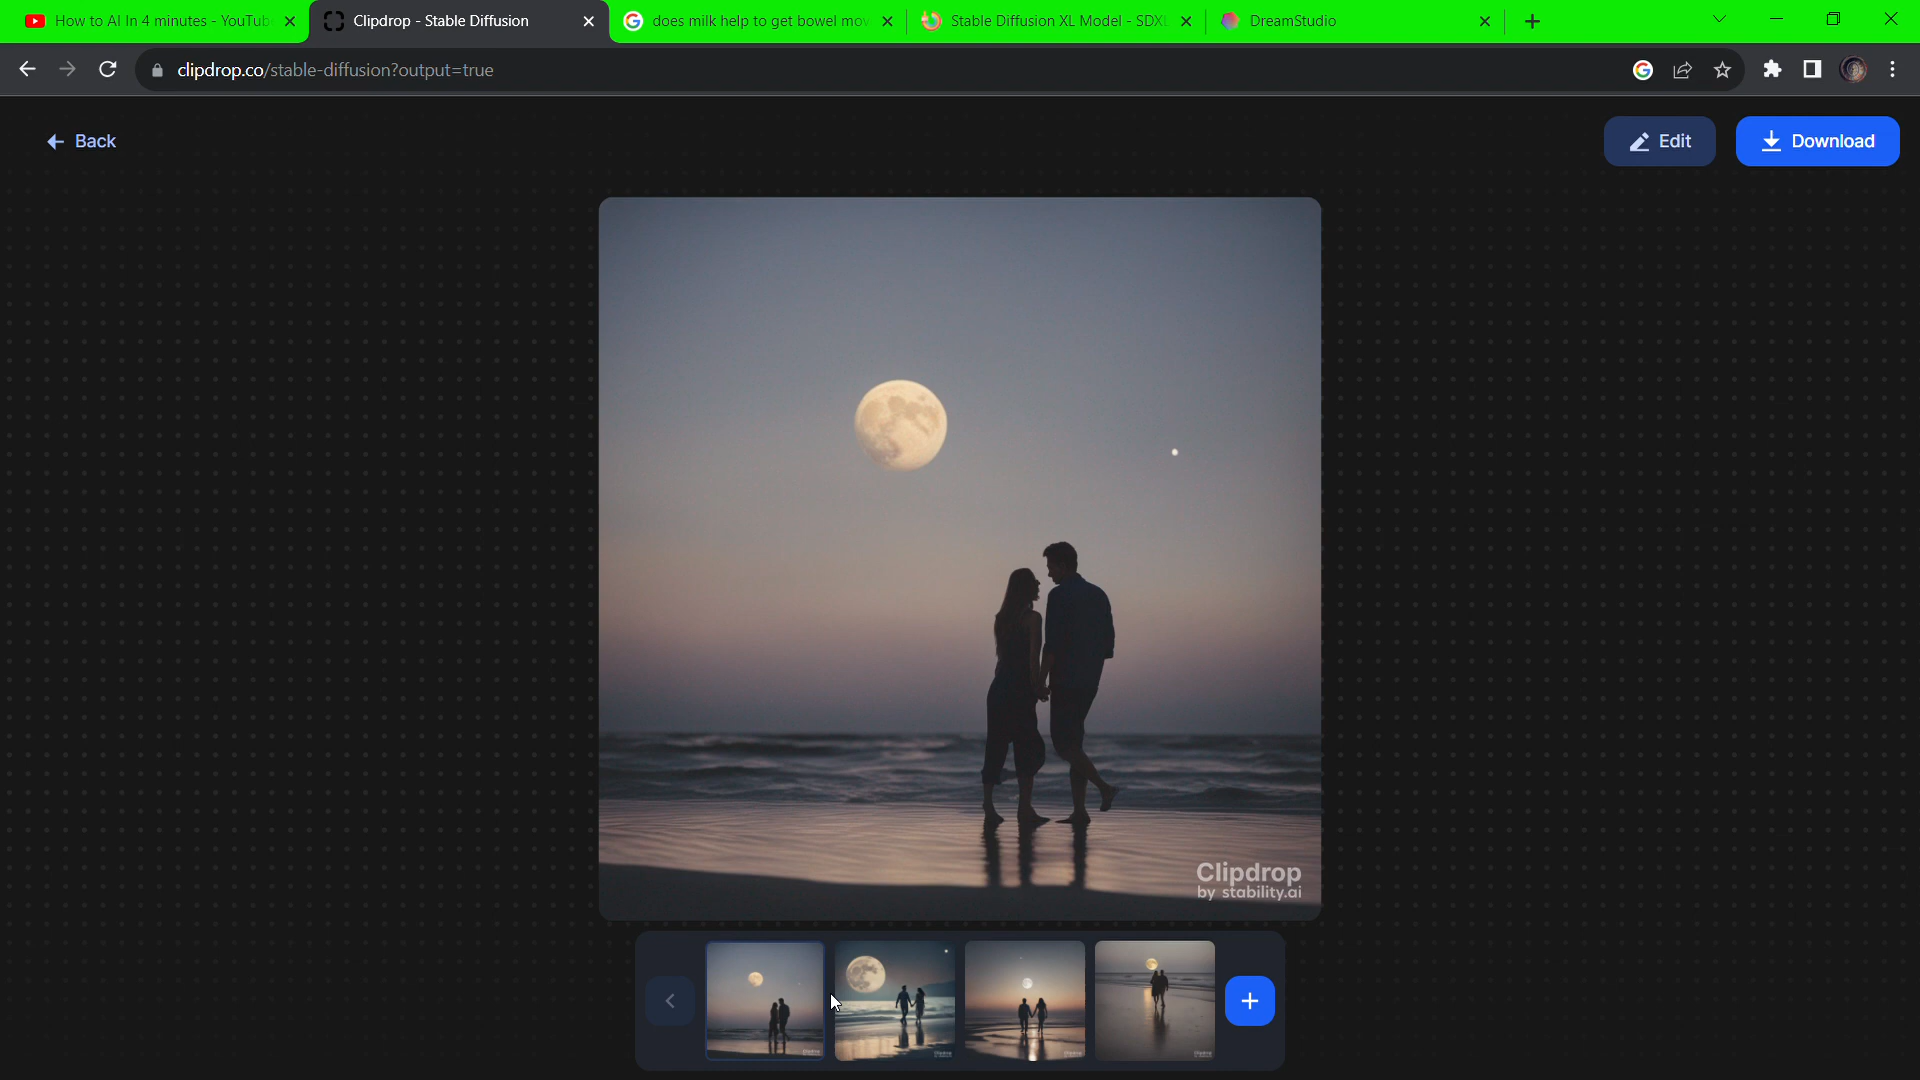 How to AI In 4 minutes - YouTub
Clipdrop - Stable Diffusion
does milk help to get bowel mov
Stable Diffusion XL Model - SDXL
DreamStudio
clipdrop.co/stable-diffusion?output=true
Back
Edit
Download
Clipdrop
by stability.ai